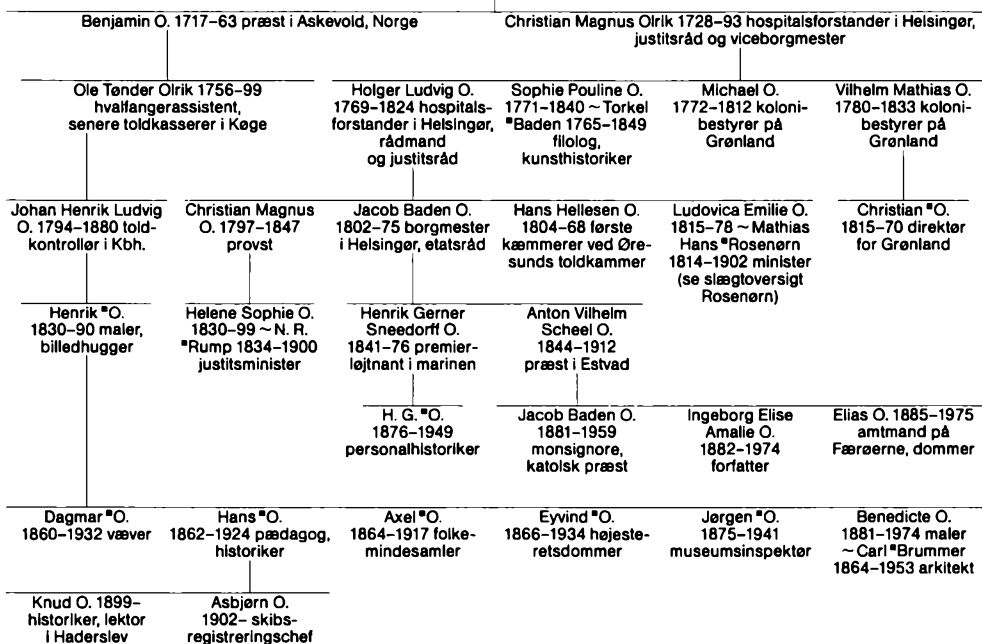 Benjamin O. 1717–63 præst i Askevold, Norge
Christian Magnus Olrik 1728–93 hospitalsforstander i Helsingør,
justitsråd og viceborgmester
Ole Tønder Olrik 1756–99
hvalfangerassistent,
senere toldkasserer i Køge
Holger Ludvig O.
1769–1824 hospitals-
forstander i Helsingør,
rådmand
og justitsråd
Sophie Pouline O.
1771–1840 ~ Torkel
■Baden 1765–1849
filolog,
kunsthistoriker
Michael O.
1772–1812 koloni-
bestyrer på
Grønland
Vilhelm Mathias O.
1780–1833 koloni-
bestyrer på
Grønland
Johan Henrik Ludvig
O. 1794–1880 told-
kontrollør i Kbh.
Christian Magnus
O. 1797–1847
provst
Jacob Baden O.
1802–75 borgmester
i Helsingør, etatsråd
Hans Hellesen O.
1804–68 første
kæmmerer ved Øre-
sunds toldkammer
Ludovica Emilie O.
1815–78 ~ Mathias
Hans ■Rosenørn
1814–1902 minister
(se slægtoversigt
Rosenørn)
Christian ■O.
1815–70 direktør
for Grønland
Henrik ■O.
1830–90 maler,
billedhugger
Helene Sophie O.
1830–99 ~ N. R.
■Rump 1834–1900
justitsminister
Henrik Gerner
Sneedorff O.
1841–76 premier-
løjtnant i marinen
Anton Vilhelm
Scheel O.
1844–1912
præst i Estvad
H. G. ■O.
1876–1949
personalhistoriker
Jacob Baden O.
1881–1959
monsignore,
katolsk præst
Ingeborg Elise
Amalie O.
1882–1974
forfatter
Elias O. 1885–1975
amtmand på
Færøerne, dommer
Dagmar ■O.
1860–1932 væver
Hans ■O.
1862–1924 pædagog,
historiker
Axel ■O.
1864–1917 folke-
mindesamler
Eyvind ■O.
1866–1934 højeste-
retsdommer
Jørgen ■O.
1875–1941
museumsinspektør
Benedicte O.
1881–1974 maler
~ Carl ■Brummer
1864–1953 arkitekt
Knud O. 1899–
historiker, lektor
i Haderslev
Asbjørn O.
1902– skibs-
registreringschef